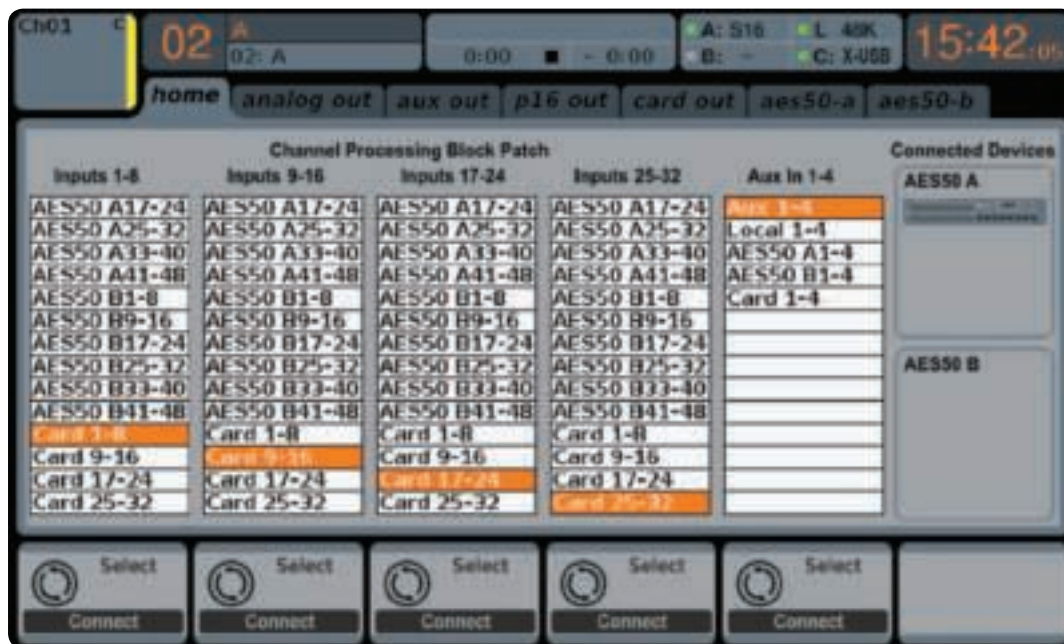 Ch01 C
02 A
02: A
0:00 - 0:00
A: S16 L 48K
B: - C: X-USB
15:42
home analog out aux out p16 out card out aes50-a aes50-b
Channel Processing Block Patch
Connected Devices
Inputs 1-8 Inputs 9-16 Inputs 17-24 Inputs 25-32 Aux In 1-4
AES50 A
AES50 A17-24 AES50 A17-24 AES50 A17-24 AES50 A17-24 Aux 1-4
AES50 A25-32 AES50 A25-32 AES50 A25-32 AES50 A25-32 Local 1-4
AES50 A33-40 AES50 A33-40 AES50 A33-40 AES50 A33-40 AES50 A1-4
AES50 A41-48 AES50 A41-48 AES50 A41-48 AES50 A41-48 AES50 B1-4
AES50 B1-8 AES50 B1-8 AES50 B1-8 AES50 B1-8 Card 1-4
AES50 B9-16 AES50 B9-16 AES50 B9-16 AES50 B9-16
AES50 B17-24 AES50 B17-24 AES50 B17-24 AES50 B17-24
AES50 B25-32 AES50 B25-32 AES50 B25-32 AES50 B25-32
AES50 B33-40 AES50 B33-40 AES50 B33-40 AES50 B33-40
AES50 B
AES50 B41-48 AES50 B41-48 AES50 B41-48 AES50 B41-48
Card 1-8 Card 1-8 Card 1-8 Card 1-8
Card 9-16 Card 9-16 Card 9-16 Card 9-16
Card 17-24 Card 17-24 Card 17-24 Card 17-24
Card 25-32 Card 25-32 Card 25-32 Card 25-32
Select Select Select Select Select
Connect Connect Connect Connect Connect